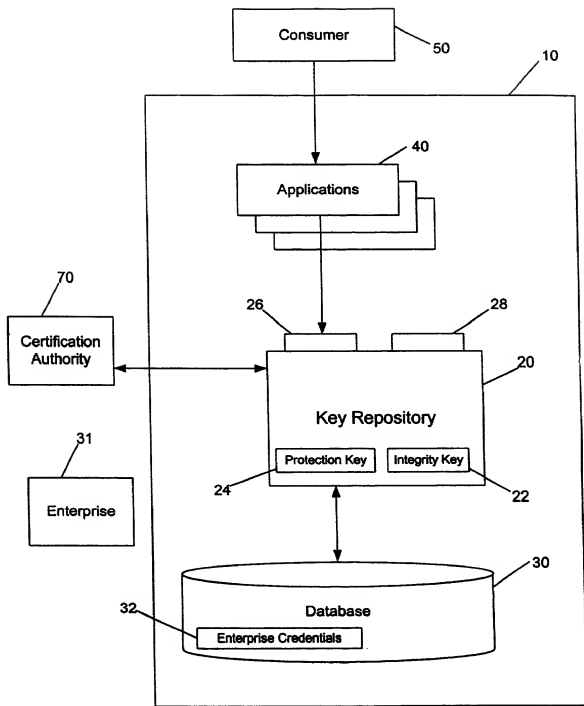 Consumer
50
10
40
Applications
70
26
28
Certification
Authority
20
Key Repository
31
Protection Key
Integrity Key
24
22
Enterprise
30
32
Database
Enterprise Credentials